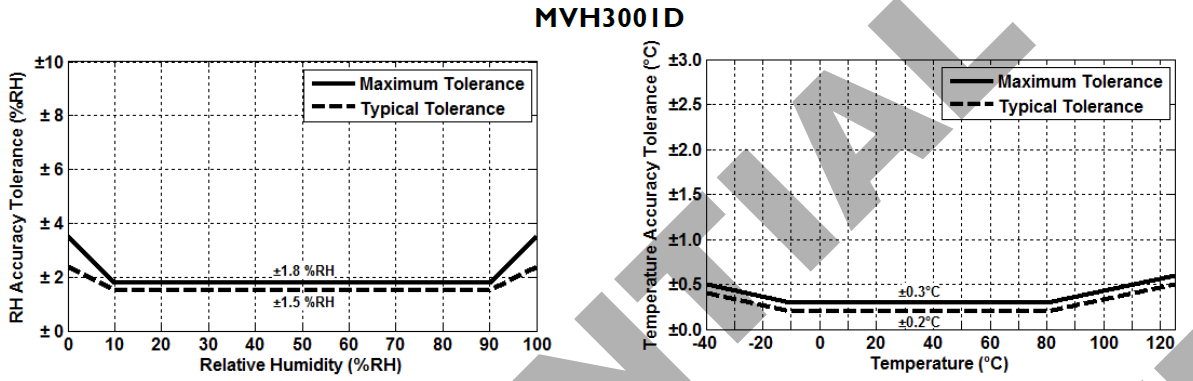 MVH3001D
RH Accuracy Tolerance (%RH)
±10
± 8
± 6
± 4
± 2
± 0
Maximum Tolerance
Typical Tolerance
±1.8 %RH
±1.5 %RH
0 10 20 30 40 50 60 70 80 90 100
Relative Humidity (%RH)
Temperature Accuracy Tolerance (°C)
±3.0
±2.5
±2.0
±1.5
±1.0
±0.5
±0.0
Maximum Tolerance
Typical Tolerance
±0.3°C
±0.2°C
-40 -20 0 20 40 60 80 100 120
Temperature (°C)
NTIAL